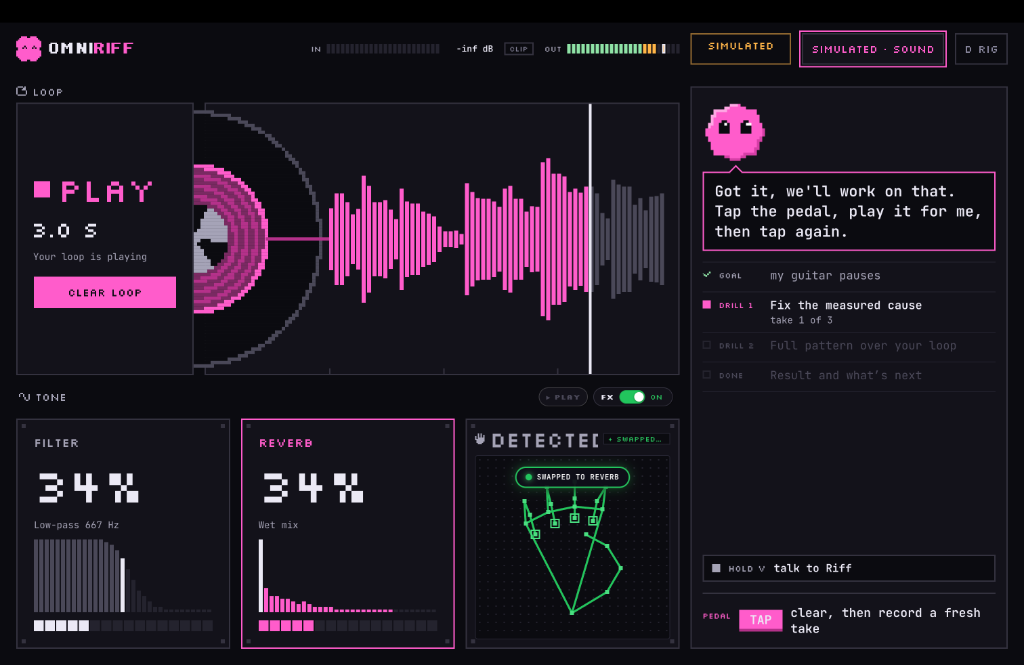 OMNIRIFF
IN
-inf dB
CLIP
OUT
SIMULATED
SIMULATED · SOUND
D RIG
LOOP
PLAY
3.0 S
Your loop is playing
CLEAR LOOP
Got it, we'll work on that.
Tap the pedal, play it for me,
then tap again.
GOAL my guitar pauses
DRILL 1 Fix the measured cause
take 1 of 3
DRILL 2 Full pattern over your loop
DONE Result and what's next
TONE
PLAY
FX ON
FILTER
34%
Low-pass 667 Hz
REVERB
34%
Wet mix
DETECTED
SWAPPED…
SWAPPED TO REVERB
HOLD V talk to Riff
PEDAL TAP clear, then record a fresh
take